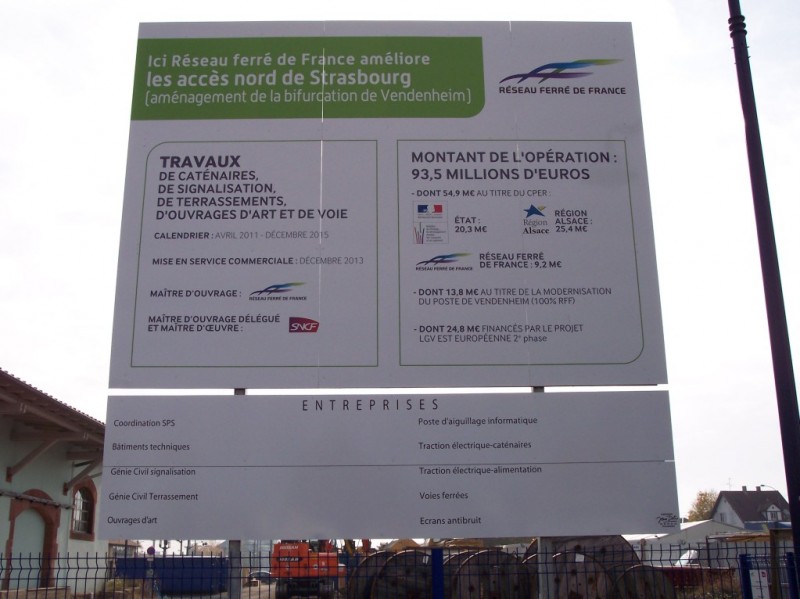 Ici Réseau ferré de France améliore
les accès nord de Strasbourg
(aménagement de la bifurcation de Vendenheim)
RÉSEAU FERRÉ DE FRANCE
TRAVAUX
DE CATÉNAIRES,
DE SIGNALISATION,
DE TERRASSEMENTS,
D'OUVRAGES D'ART ET DE VOIE
CALENDRIER : AVRIL 2011 - DÉCEMBRE 2015
MISE EN SERVICE COMMERCIALE : DÉCEMBRE 2013
MAÎTRE D'OUVRAGE :
RÉSEAU FERRÉ DE FRANCE
MAÎTRE D'OUVRAGE DÉLÉGUÉ
ET MAÎTRE D'ŒUVRE :
SNCF
MONTANT DE L'OPÉRATION :
93,5 MILLIONS D'EUROS
- DONT 54,9 M€ AU TITRE DU CPER :
ÉTAT :
20,3 M€
Région
Alsace
RÉGION
ALSACE :
25,4 M€
RÉSEAU FERRÉ DE FRANCE
RÉSEAU FERRÉ
DE FRANCE : 9,2 M€
- DONT 13,8 M€ AU TITRE DE LA MODERNISATION
DU POSTE DE VENDENHEIM (100% RFF)
- DONT 24,8 M€ FINANCÉS PAR LE PROJET
LGV EST EUROPÉENNE 2e phase
ENTREPRISES
Coordination SPS
Bâtiments techniques
Génie Civil signalisation
Génie Civil Terrassement
Ouvrages d'art
Poste d'aiguillage informatique
Traction électrique-caténaires
Traction électrique-alimentation
Voies ferrées
Ecrans antibruit